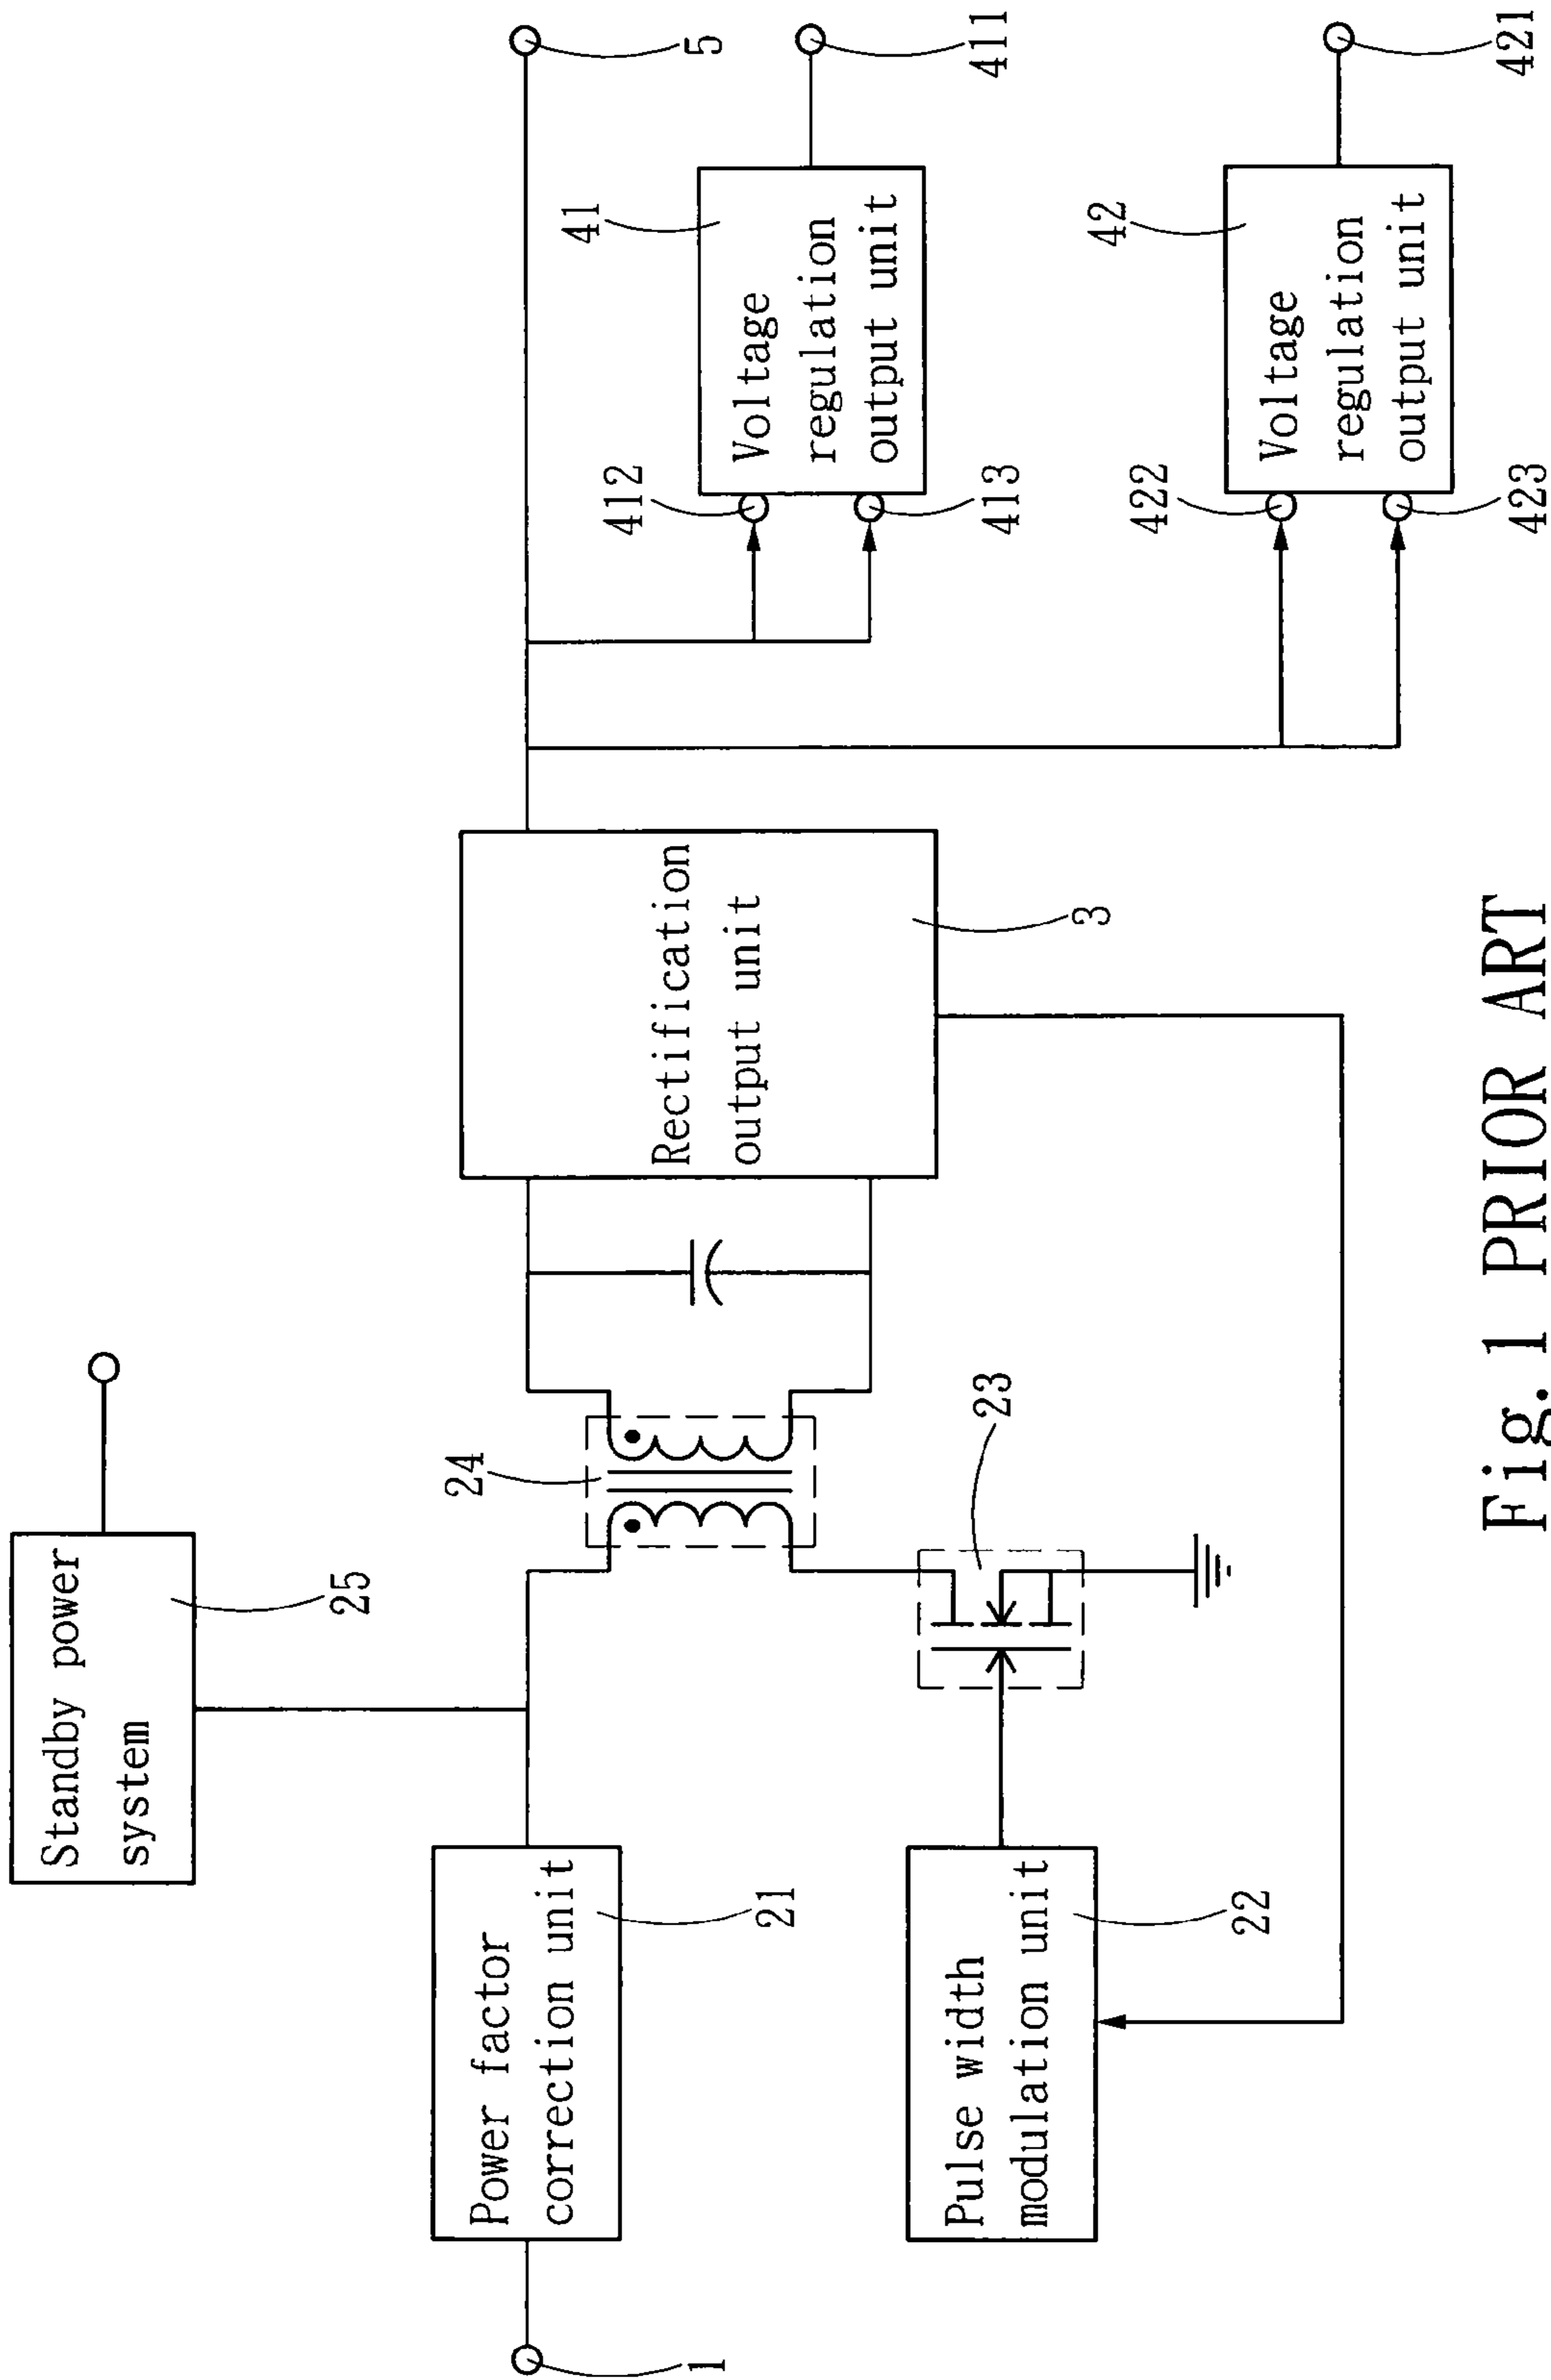 Standby power
system
25
Power factor
correction unit
21
1
Pulse width
modulation unit
22
23
24
Rectification
output unit
3
5
41
Voltage
regulation
output unit
411
412
413
42
Voltage
regulation
output unit
421
422
423
Fig. 1 PRIOR ART